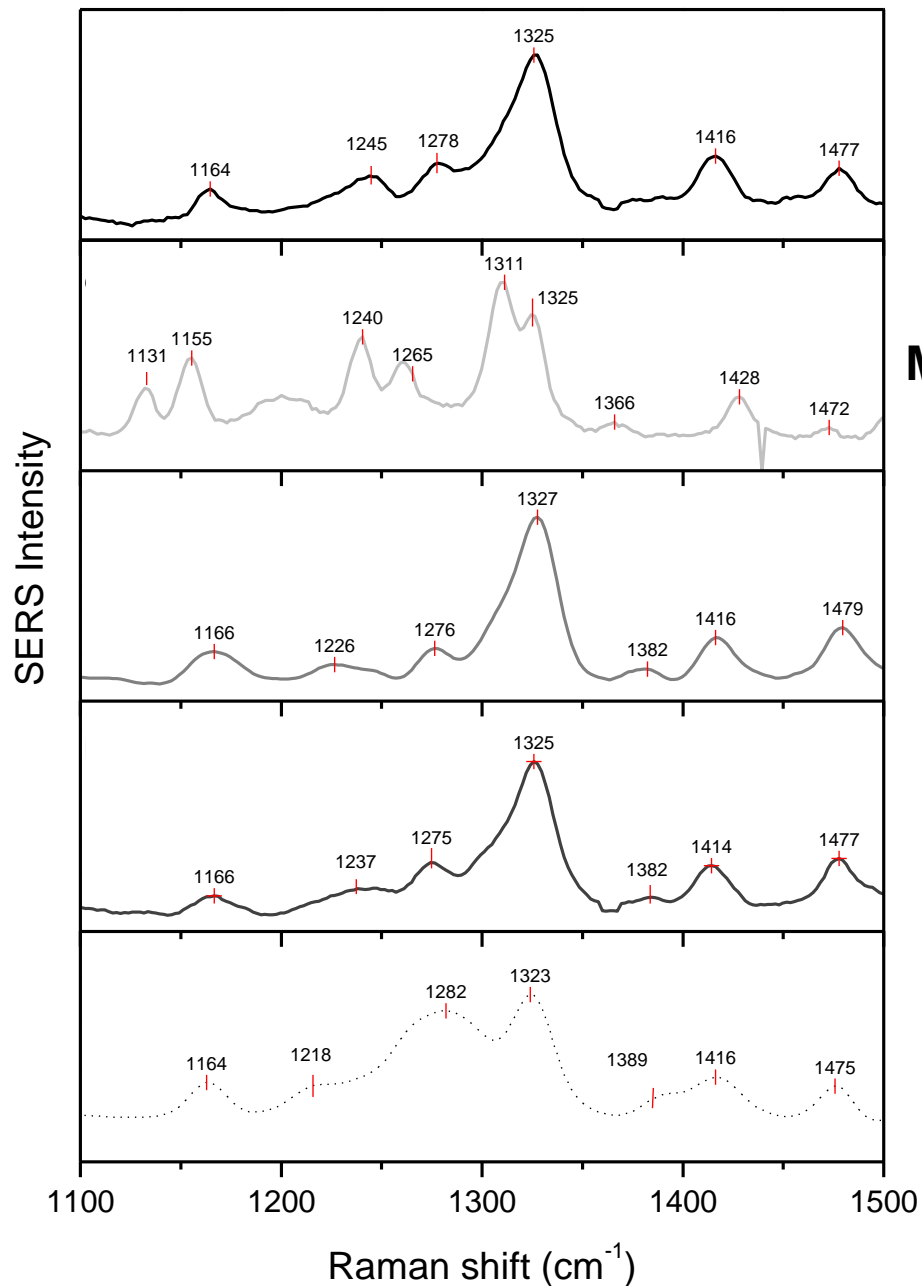 1325
1164 1245 1278 1416 1477
1311
1131 1155 1240 1265 1325 1366 1428 1472
M
1327
1166 1226 1276 1382 1416 1479
1325
1166 1237 1275 1382 1414 1477
1323
1164 1218 1282 1389 1416 1475
SERS Intensity
1100 1200 1300 1400 1500
Raman shift (cm⁻¹)